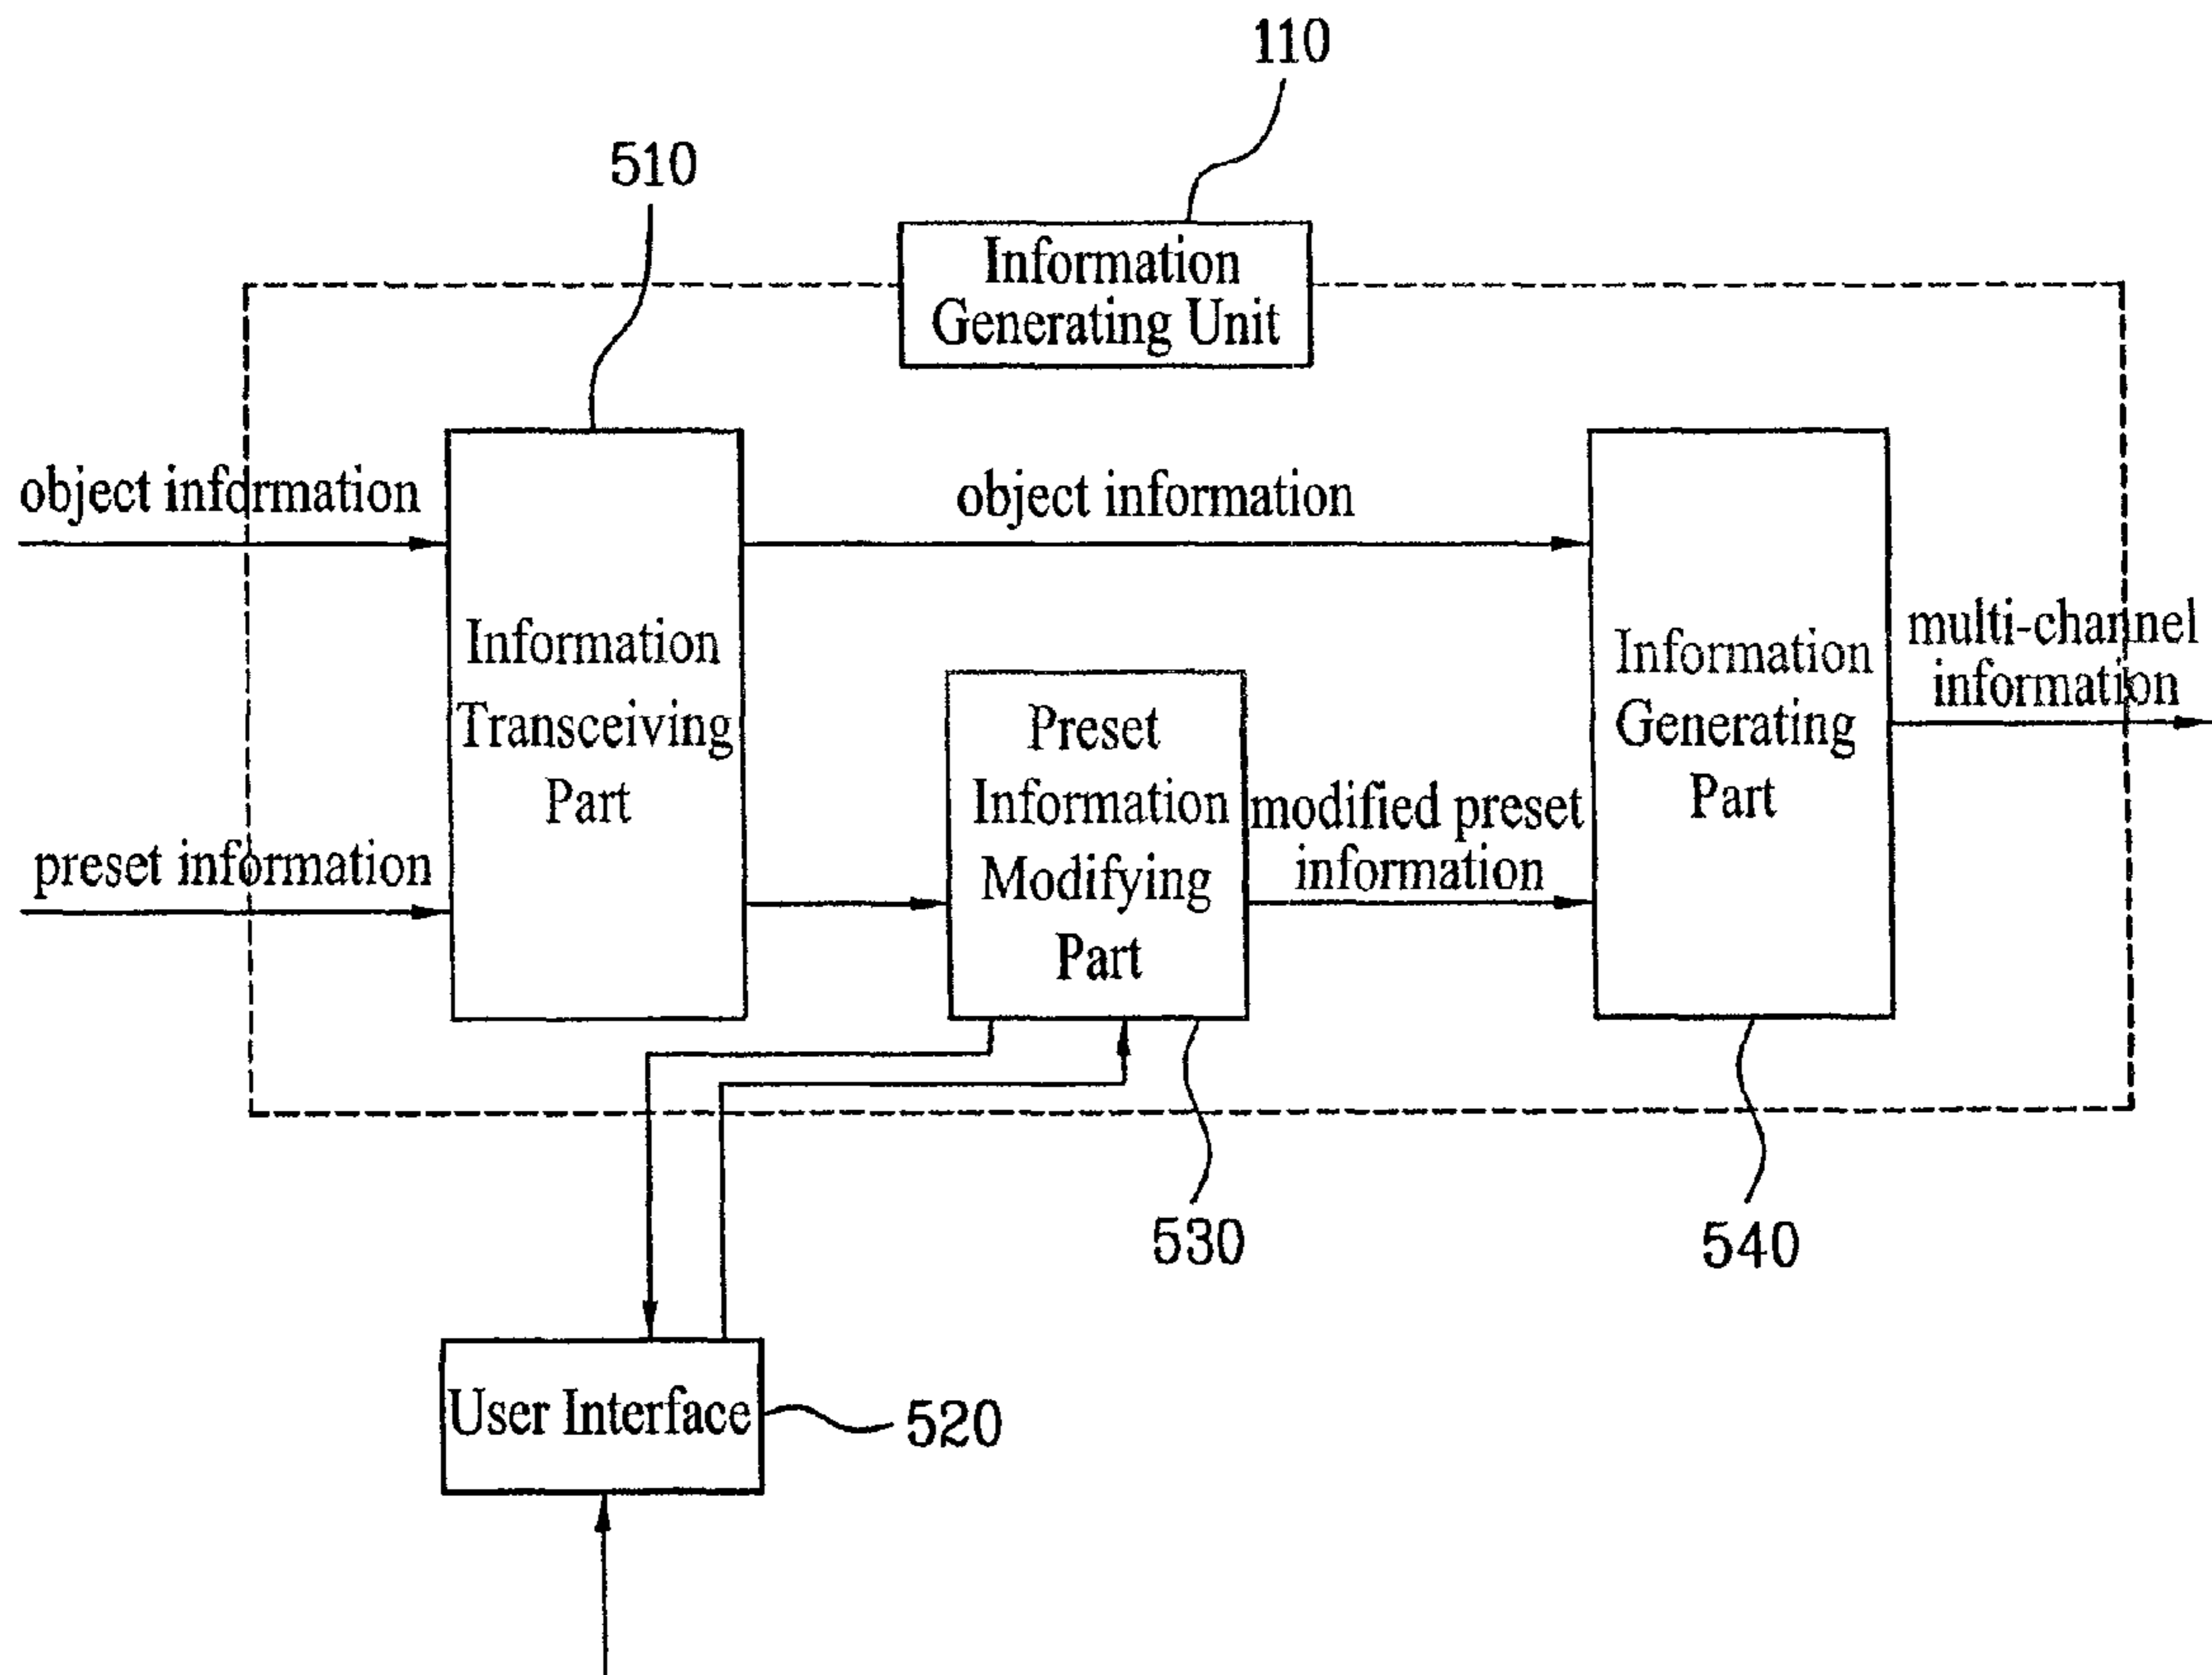 110
510
Information
Generating Unit
object information
object information
Information
Transceiving
Part
Information
Generating
Part
multi-channel
information
Preset
Information
Modifying
Part
modified preset
information
preset information
530
540
User Interface
520